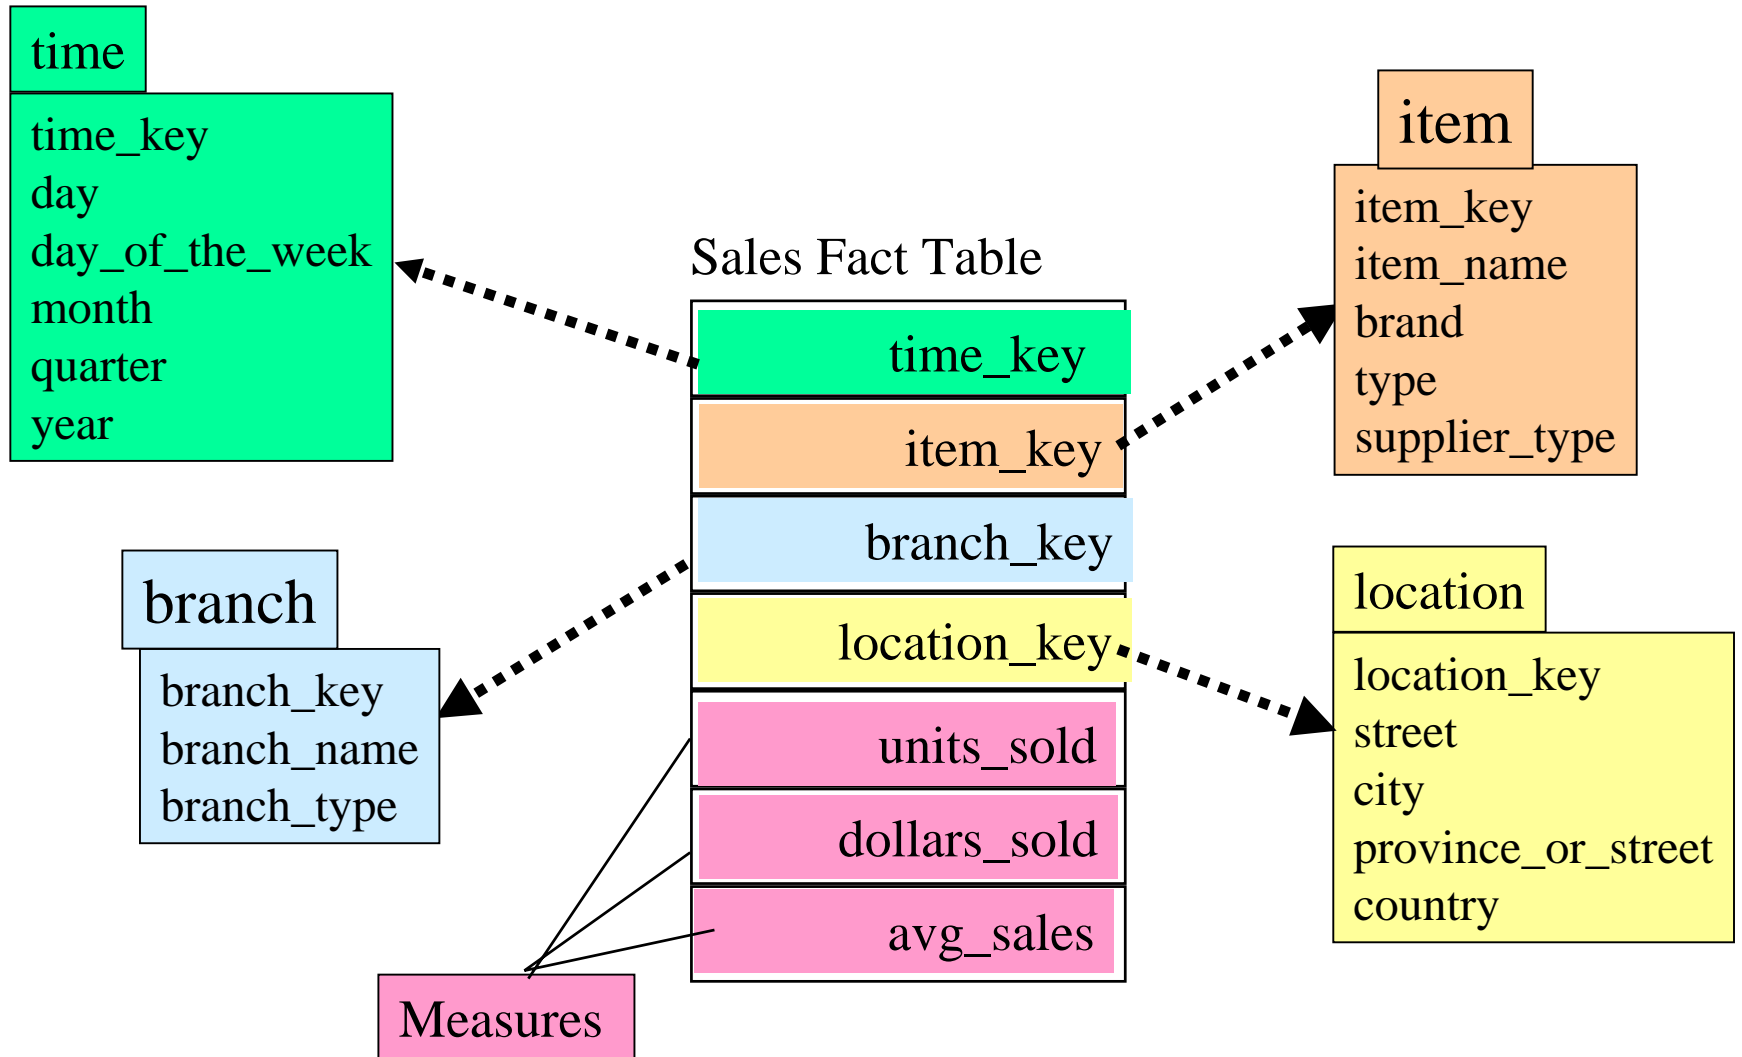 time
time_key
day
day_of_the_week
month
quarter
year
item
item_key
item_name
brand
type
supplier_type
Sales Fact Table
time_key
item_key
branch_key
location_key
units_sold
dollars_sold
avg_sales
branch
branch_key
branch_name
branch_type
location
location_key
street
city
province_or_street
country
Measures